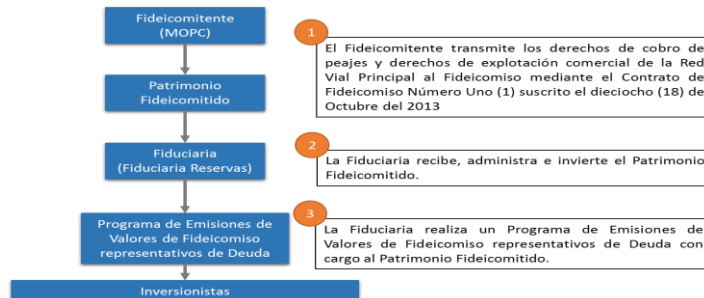 Fideicomitente
(MOPC)
1
El Fideicomitente transmite los derechos de cobro de
peajes y derechos de explotación comercial de la Red
Vial Principal al Fideicomiso mediante el Contrato de
Fideicomiso Número Uno (1) suscrito el dieciocho (18) de
Octubre del 2013
Patrimonio
Fideicomitido
Fiduciaria
(Fiduciaria Reservas)
2
La Fiduciaria recibe, administra e invierte el Patrimonio
Fideicomitido.
Programa de Emisiones de
Valores de Fideicomiso
representativos de Deuda
3
La Fiduciaria realiza un Programa de Emisiones de
Valores de Fideicomiso representativos de Deuda con
cargo al Patrimonio Fideicomitido.
Inversionistas